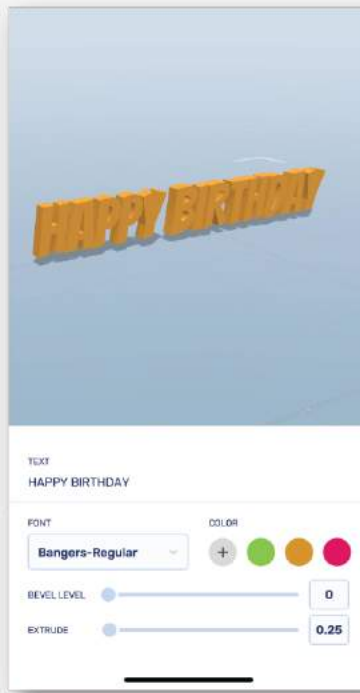 HAPPY BIRTHDAY
TEXT
HAPPY BIRTHDAY
FONT
COLOR
Bangers-Regular
+
BEVEL LEVEL
0
EXTRUDE
0.25